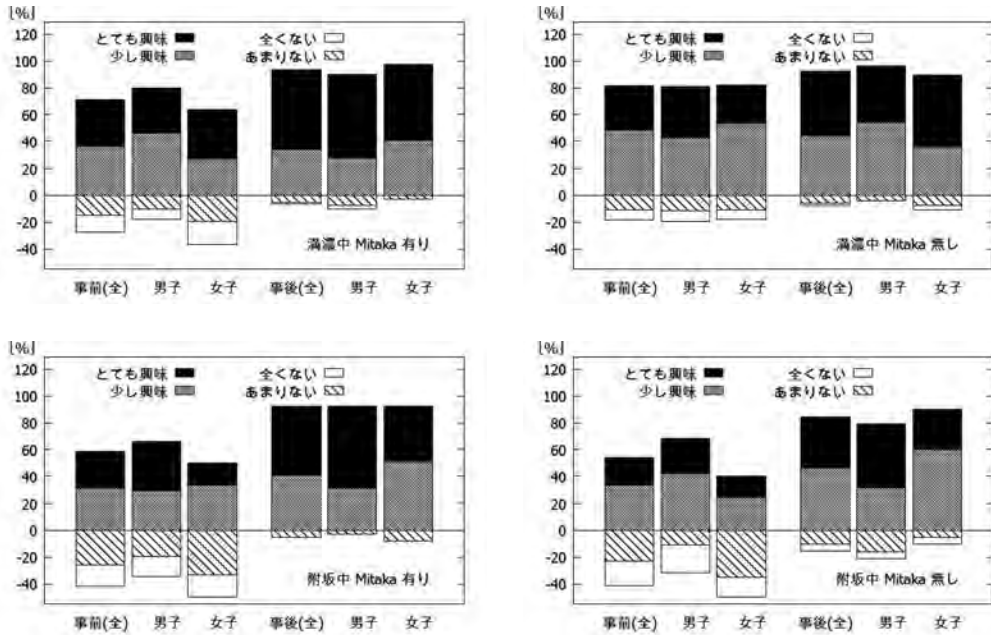 [%]
120
100
80
60
40
20
0
-20
-40
とても興味
少し興味
全くない
あまりない
満濃中 Mitaka 有り
事前(全) 男子 女子 事後(全) 男子 女子
[%]
120
100
80
60
40
20
0
-20
-40
とても興味
少し興味
全くない
あまりない
満濃中 Mitaka 無し
事前(全) 男子 女子 事後(全) 男子 女子
[%]
120
100
80
60
40
20
0
-20
-40
とても興味
少し興味
全くない
あまりない
附坂中 Mitaka 有り
事前(全) 男子 女子 事後(全) 男子 女子
[%]
120
100
80
60
40
20
0
-20
-40
とても興味
少し興味
全くない
あまりない
附坂中 Mitaka 無し
事前(全) 男子 女子 事後(全) 男子 女子